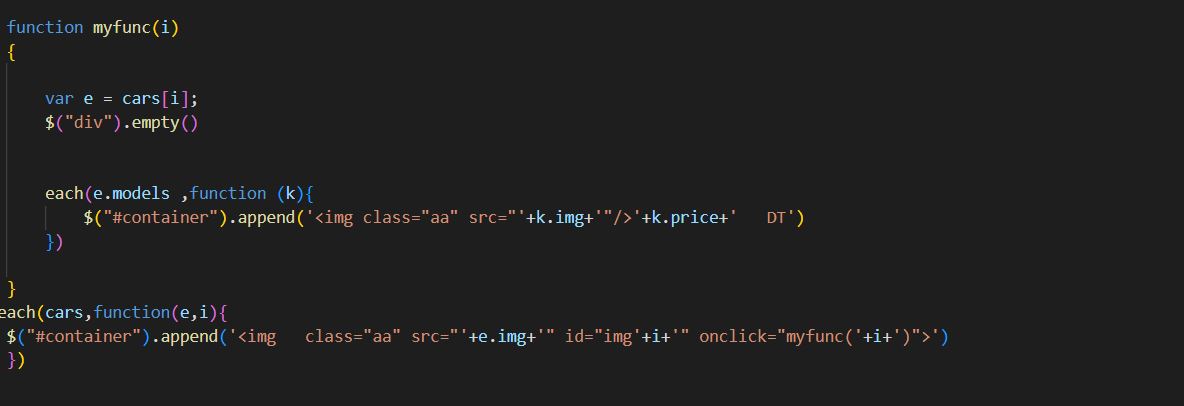 function myfunc(i)
{
var e = cars[i];
$("div").empty()
each(e.models ,function (k){
$("#container").append('<img class="aa" src="'+k.img+'"/>'+k.price+'   DT')
})
}
each(cars,function(e,i){
$("#container").append('<img   class="aa" src="'+e.img+'" id="img'+i+'" onclick="myfunc('+i+')">')
})